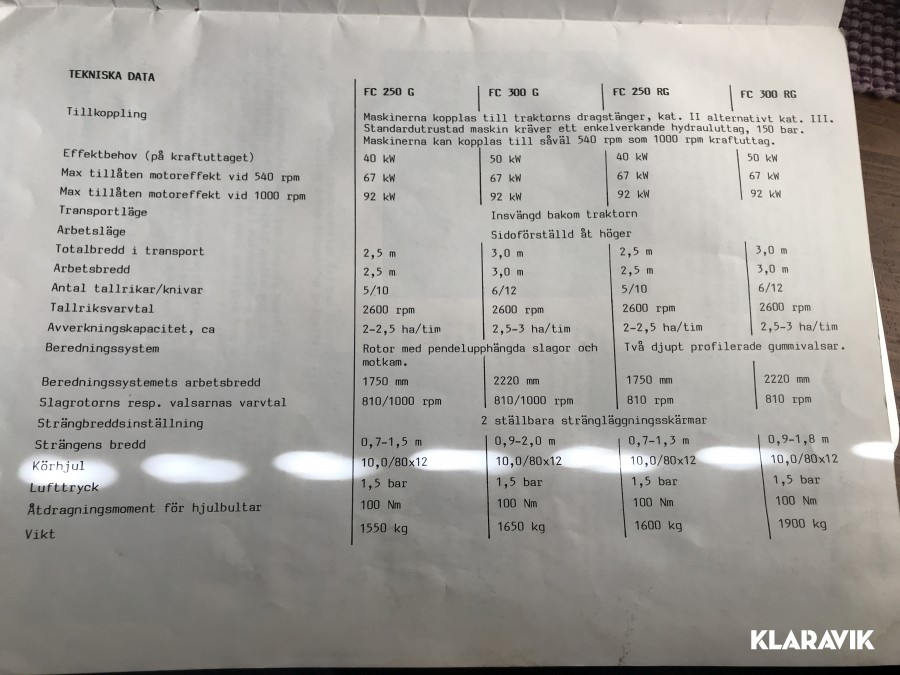 TEKNISKA DATA
FC 250 G FC 300 G FC 250 RG FC 300 RG
Tillkoppling Maskinerna kopplas till traktorns dragstänger, kat. II alternativt kat. III.
Standardutrustad maskin kräver ett enkelverkande hydrauluttag, 150 bar.
Maskinerna kan kopplas till såväl 540 rpm som 1000 rpm kraftuttag.
Effektbehov (på kraftuttaget) 40 kW 50 kW 40 kW 50 kW
Max tillåten motoreffekt vid 540 rpm 67 kW 67 kW 67 kW 67 kW
Max tillåten motoreffekt vid 1000 rpm 92 kW 92 kW 92 kW 92 kW
Transportläge Insvängd bakom traktorn
Arbetsläge Sidoförställd åt höger
Totalbredd i transport 2,5 m 3,0 m 2,5 m 3,0 m
Arbetsbredd 2,5 m 3,0 m 2,5 m 3,0 m
Antal tallrikar/knivar 5/10 6/12 5/10 6/12
Tallriksvarvtal 2600 rpm 2600 rpm 2600 rpm 2600 rpm
Avverkningskapacitet, ca 2-2,5 ha/tim 2,5-3 ha/tim 2-2,5 ha/tim 2,5-3 ha/tim
Beredningssystem Rotor med pendelupphängda slagor och Två djupt profilerade gummivalsar.
motkam.
Beredningssystemets arbetsbredd 1750 mm 2220 mm 1750 mm 2220 mm
Slagrotorns resp. valsarnas varvtal 810/1000 rpm 810/1000 rpm 810 rpm 810 rpm
Strängbreddsinställning 2 ställbara strängläggningsskärmar
Strängens bredd 0,7-1,5 m 0,9-2,0 m 0,7-1,3 m 0,9-1,8 m
Körhjul 10,0/80x12 10,0/80x12 10,0/80x12 10,0/80x12
Lufttryck 1,5 bar 1,5 bar 1,5 bar 1,5 bar
Åtdragningsmoment för hjulbultar 100 Nm 100 Nm 100 Nm 100 Nm
Vikt 1550 kg 1650 kg 1600 kg 1900 kg
KLARAVIK